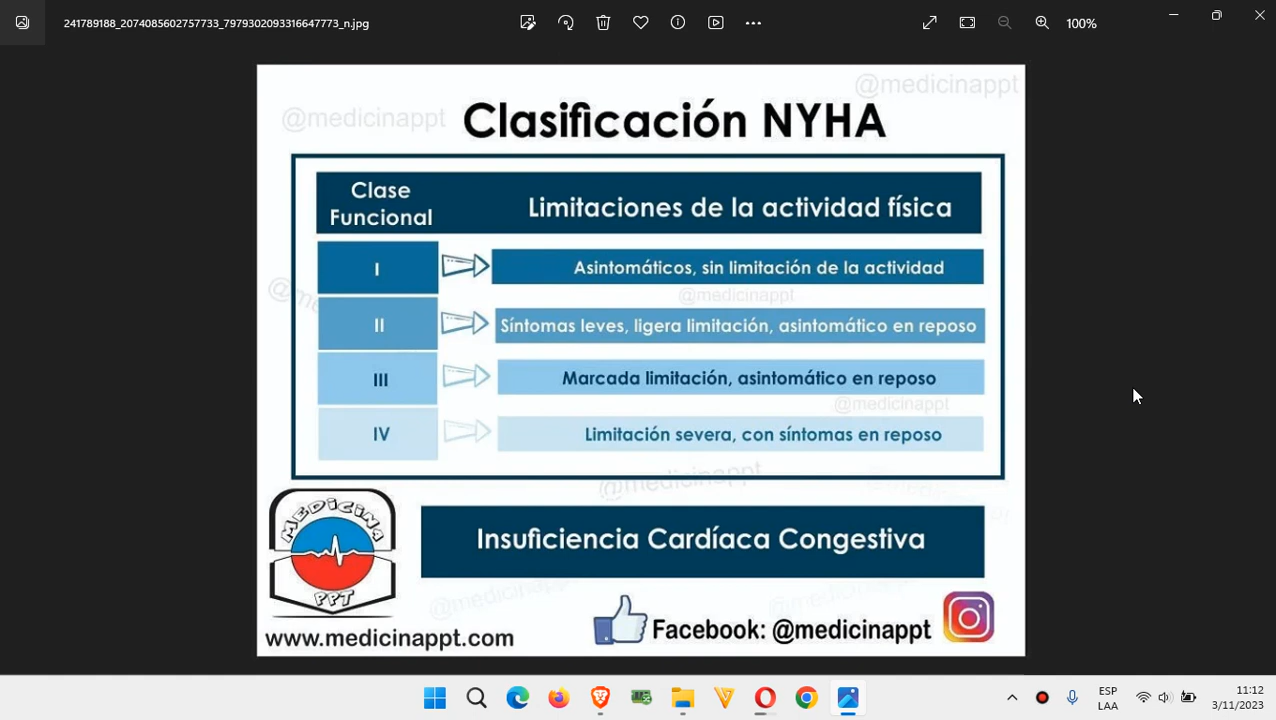 241789188_2074085602757733_7979302093316647773_n.jpg
100%
@medicinappt
@medicinappt
Clasificación NYHA
Clase
Funcional
Limitaciones de la actividad física
I
Asintomáticos, sin limitación de la actividad
@medicinappt
II
Síntomas leves, ligera limitación, asintomático en reposo
III
Marcada limitación, asintomático en reposo
@medicinappt
IV
Limitación severa, con síntomas en reposo
@medicinappt
MEDICINA
PPT
Insuficiencia Cardíaca Congestiva
@medicinappt
@medicinappt
www.medicinappt.com
Facebook: @medicinappt
ESP
LAA
11:12
3/11/2023